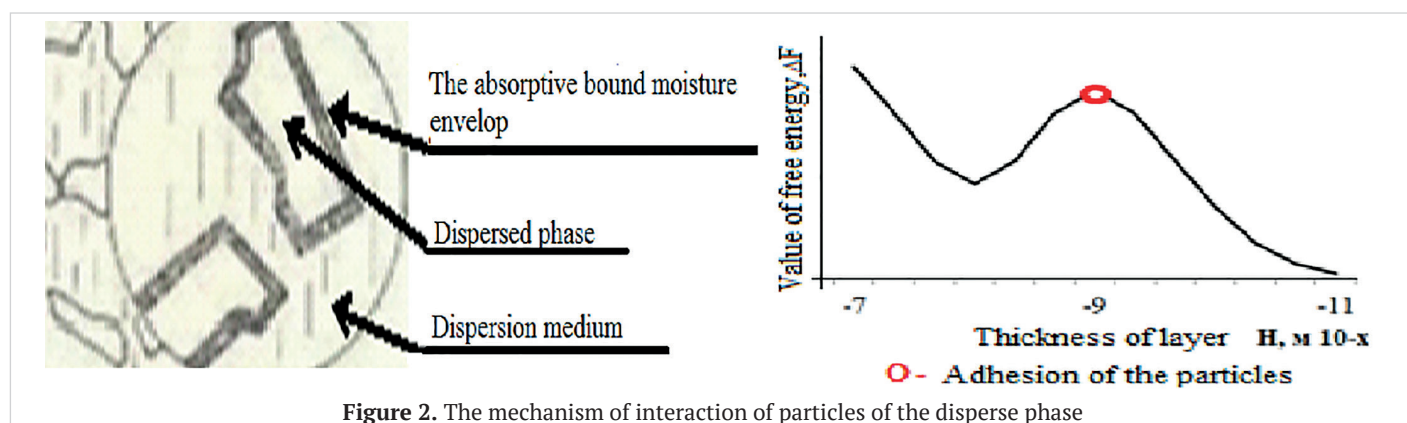 The absorptive bound moisture
envelop
Dispersed phase
Dispersion medium
Value of free energy,ΔF
-7
-9
-11
Thickness of layer H, м 10-x
O - Adhesion of the particles
Figure 2. The mechanism of interaction of particles of the disperse phase